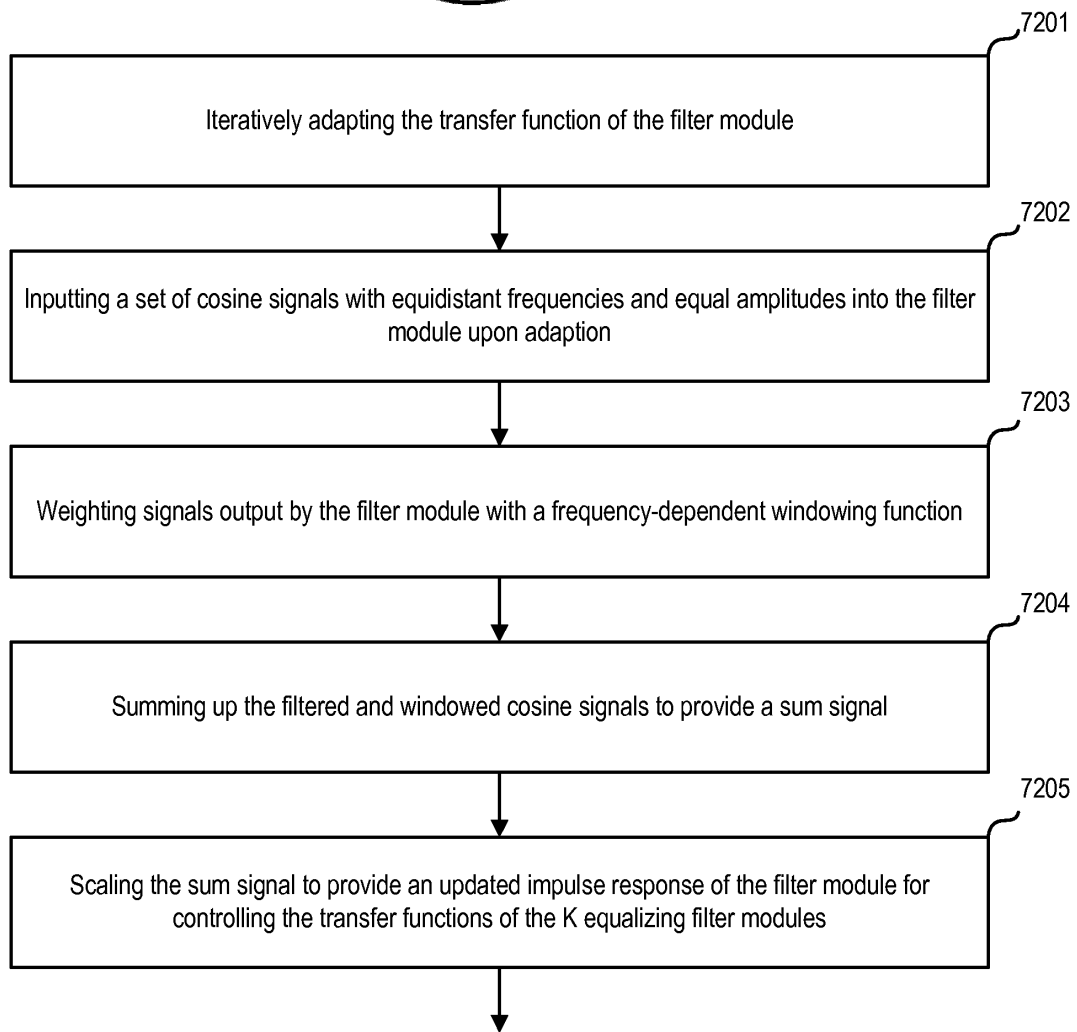 7201
Iteratively adapting the transfer function of the filter module
7202
Inputting a set of cosine signals with equidistant frequencies and equal amplitudes into the filter
module upon adaption
7203
Weighting signals output by the filter module with a frequency-dependent windowing function
7204
Summing up the filtered and windowed cosine signals to provide a sum signal
7205
Scaling the sum signal to provide an updated impulse response of the filter module for
controlling the transfer functions of the K equalizing filter modules